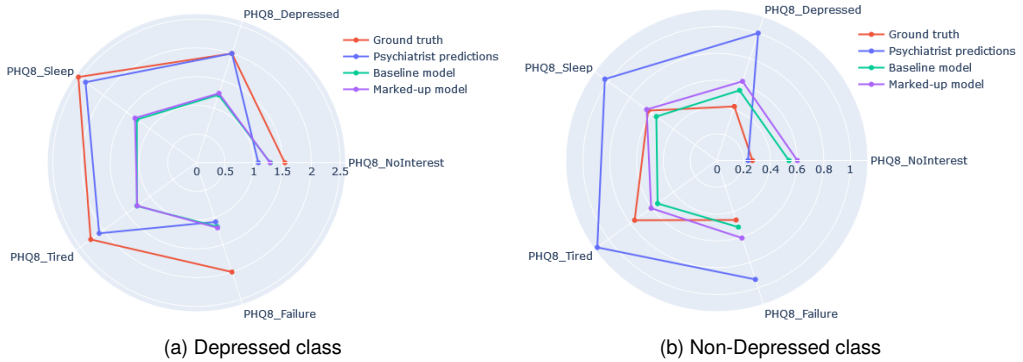 PHQ8_Depressed
PHQ8_Sleep
PHQ8_NoInterest
PHQ8_Tired
PHQ8_Failure
0 0.5 1 1.5 2 2.5
Ground truth
Psychiatrist predictions
Baseline model
Marked-up model
(a) Depressed class
PHQ8_Depressed
PHQ8_Sleep
PHQ8_NoInterest
PHQ8_Tired
PHQ8_Failure
0 0.2 0.4 0.6 0.8 1
Ground truth
Psychiatrist predictions
Baseline model
Marked-up model
(b) Non-Depressed class